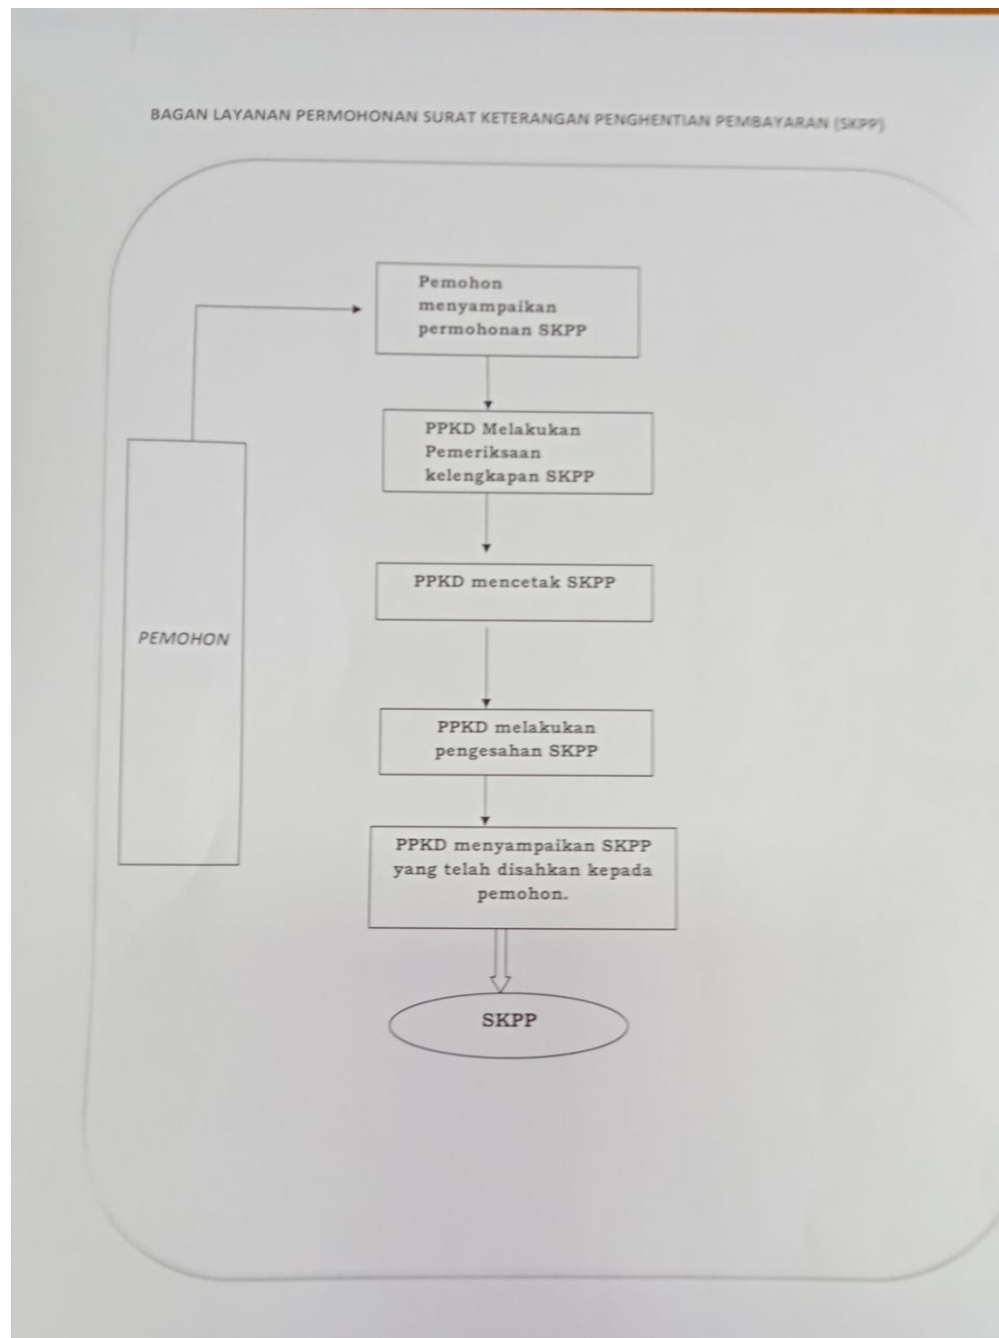 BAGAN LAYANAN PERMOHONAN SURAT KETERANGAN PENGHENTIAN PEMBAYARAN (SKPP)
Pemohon
menyampaikan
permohonan SKPP
PPKD Melakukan
Pemeriksaan
kelengkapan SKPP
PPKD mencetak SKPP
PEMOHON
PPKD melakukan
pengesahan SKPP
PPKD menyampaikan SKPP
yang telah disahkan kepada
pemohon.
SKPP